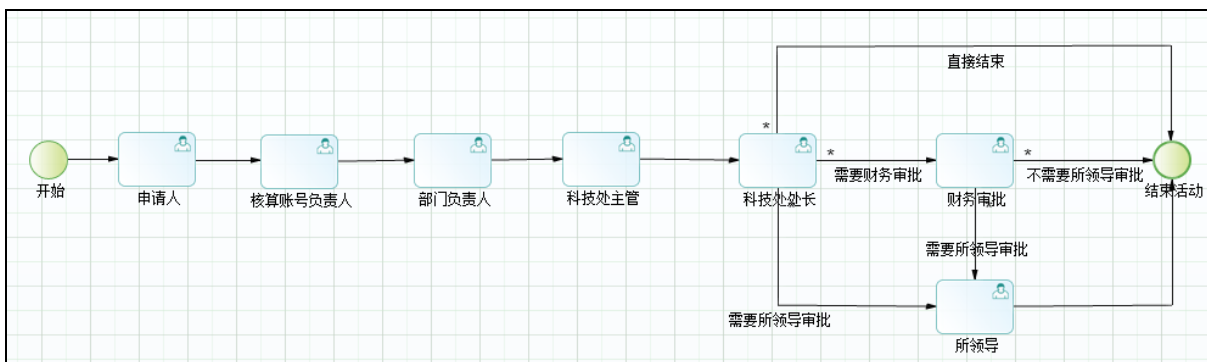 直接结束
*
*
*
需要财务审批
不需要所领导审批
开始
申请人
核算账号负责人
部门负责人
科技处主管
科技处处长
财务审批
结束活动
需要所领导审批
需要所领导审批
所领导